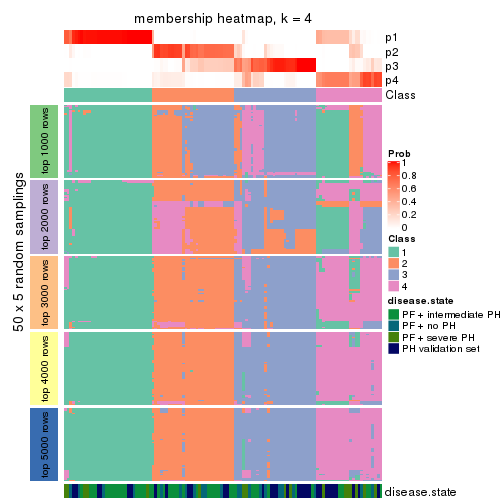 membership heatmap, k = 4
p1
p2
p3
p4
Class
50 x 5 random samplings
top 1000 rows
top 2000 rows
top 3000 rows
top 4000 rows
top 5000 rows
Prob
1
0.8
0.6
0.4
0.2
0
Class
1
2
3
4
disease.state
PF+ intermediate PH
PF+ no PH
PF+ severe PH
PH validation set
disease.state